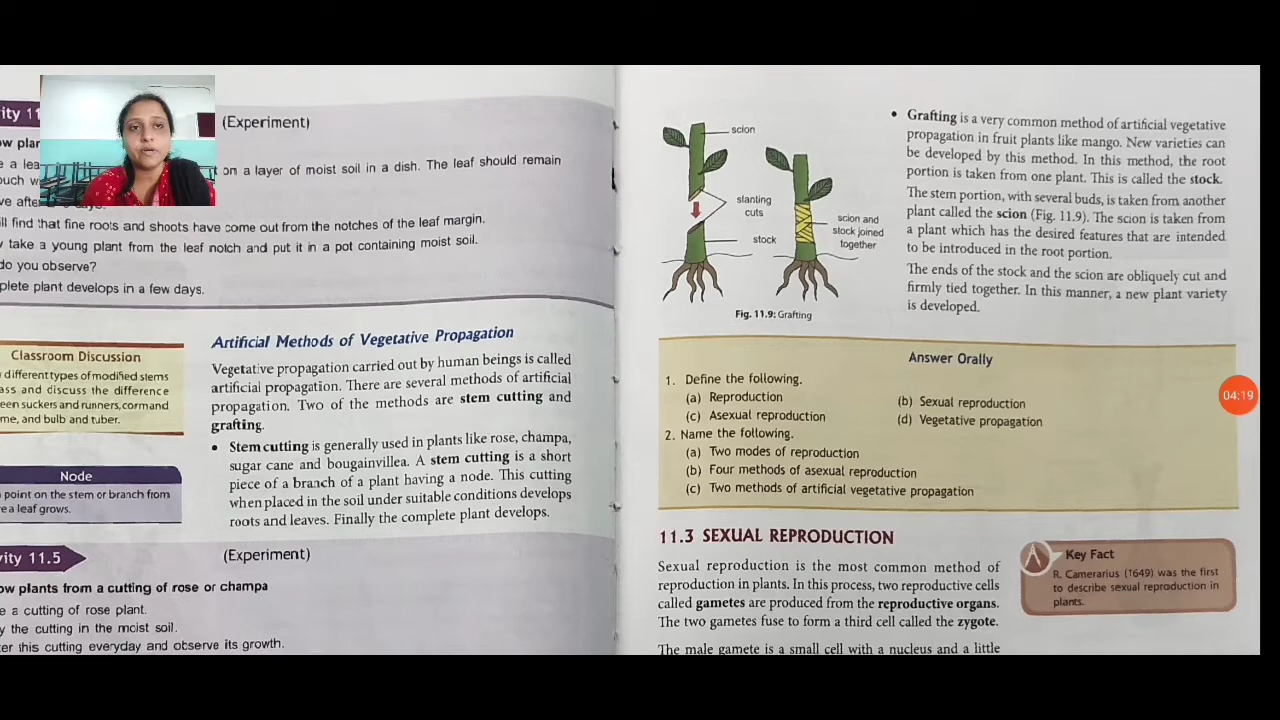 (Experiment)
on a layer of moist soil in a dish. The leaf should remain
ll find that fine roots and shoots have come out from the notches of the leaf margin.
take a young plant from the leaf notch and put it in a pot containing moist soil.
do you observe?
plete plant develops in a few days.
Classroom Discussion
different types of modified stems
ass and discuss the difference
een suckers and runners, corm and
me, and bulb and tuber.
Node
point on the stem or branch from
e a leaf grows.
Artificial Methods of Vegetative Propagation
Vegetative propagation carried out by human beings is called
artificial propagation. There are several methods of artificial
propagation. Two of the methods are stem cutting and
grafting.
• Stem cutting is generally used in plants like rose, champa,
sugar cane and bougainvillea. A stem cutting is a short
piece of a branch of a plant having a node. This cutting
when placed in the soil under suitable conditions develops
roots and leaves. Finally the complete plant develops.
vity 11.5
(Experiment)
ow plants from a cutting of rose or champa
e a cutting of rose plant.
y the cutting in the moist soil.
er this cutting everyday and observe its growth.
scion
slanting
cuts
stock
scion and
stock joined
together
Fig. 11.9: Grafting
• Grafting is a very common method of artificial vegetative
propagation in fruit plants like mango. New varieties can
be developed by this method. In this method, the root
portion is taken from one plant. This is called the stock.
The stem portion, with several buds, is taken from another
plant called the scion (Fig. 11.9). The scion is taken from
a plant which has the desired features that are intended
to be introduced in the root portion.
The ends of the stock and the scion are obliquely cut and
firmly tied together. In this manner, a new plant variety
is developed.
Answer Orally
1. Define the following.
(a) Reproduction
(b) Sexual reproduction
(c) Asexual reproduction
(d) Vegetative propagation
2. Name the following.
(a) Two modes of reproduction
(b) Four methods of asexual reproduction
(c) Two methods of artificial vegetative propagation
04:19
11.3 SEXUAL REPRODUCTION
Sexual reproduction is the most common method of
reproduction in plants. In this process, two reproductive cells
called gametes are produced from the reproductive organs.
The two gametes fuse to form a third cell called the zygote.
The male gamete is a small cell with a nucleus and a little
Key Fact
R. Camerarius (1649) was the first
to describe sexual reproduction in
plants.